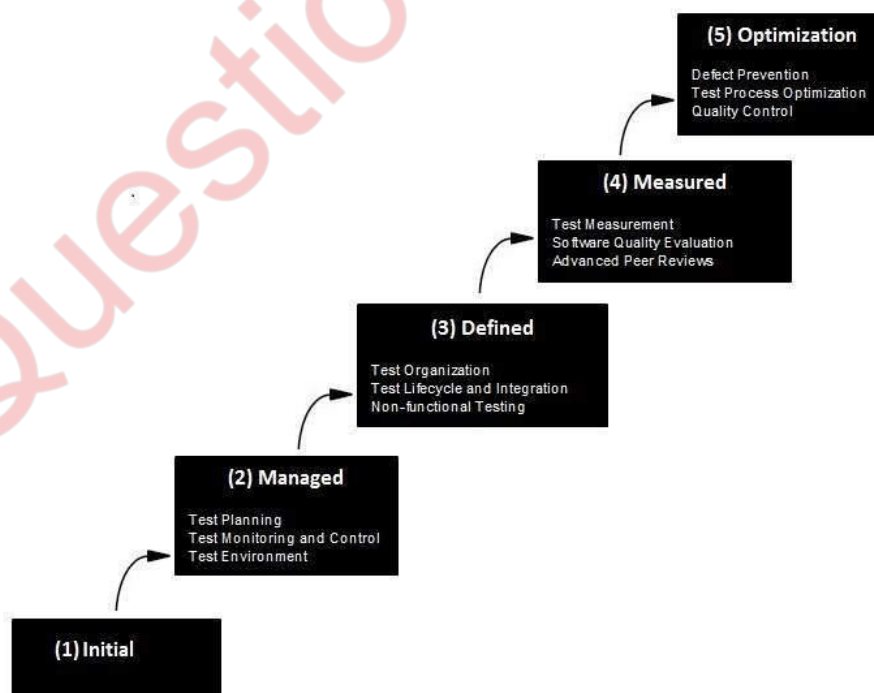 (5) Optimization
Defect Prevention
Test Process Optimization
Quality Control
(4) Measured
Test Measurement
Software Quality Evaluation
Advanced Peer Reviews
(3) Defined
Test Organization
Test Lifecycle and Integration
Non-functional Testing
(2) Managed
Test Planning
Test Monitoring and Control
Test Environment
(1) Initial
Questio